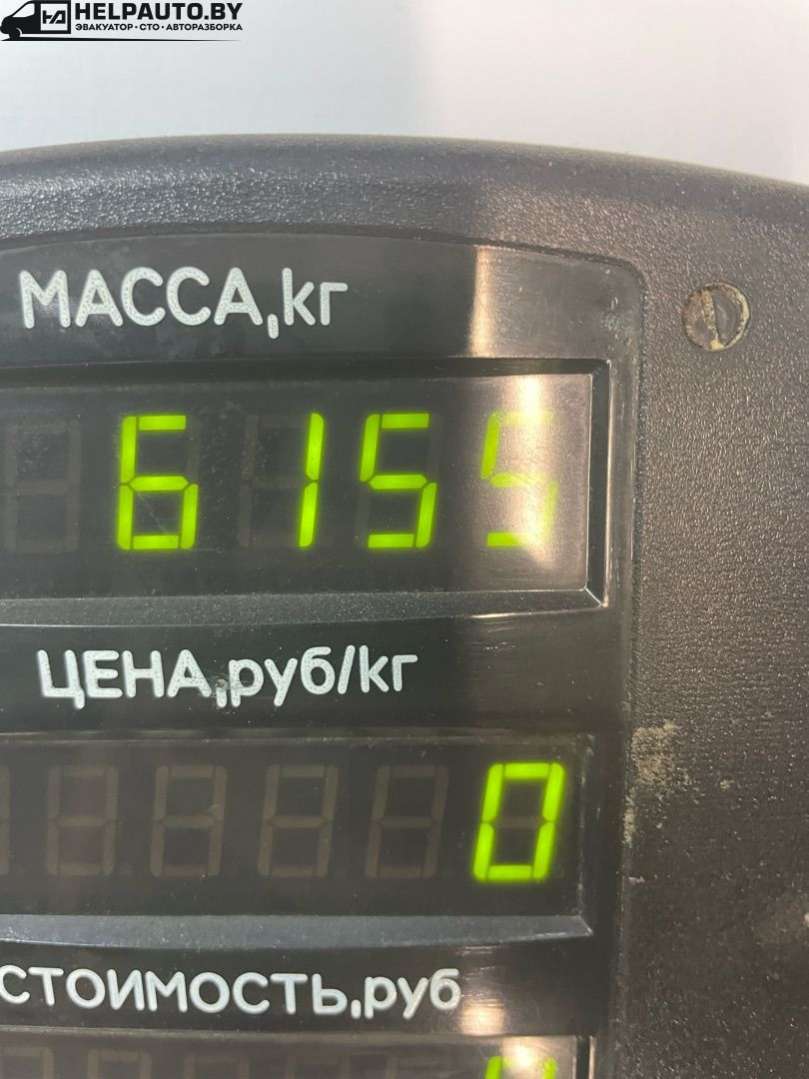 HELPAUTO.BY
ЭВАКУАТОР · СТО · АВТОРАЗБОРКА
МАССА,кг
6155
ЦЕНА,руб/кг
0
СТОИМОСТЬ,руб